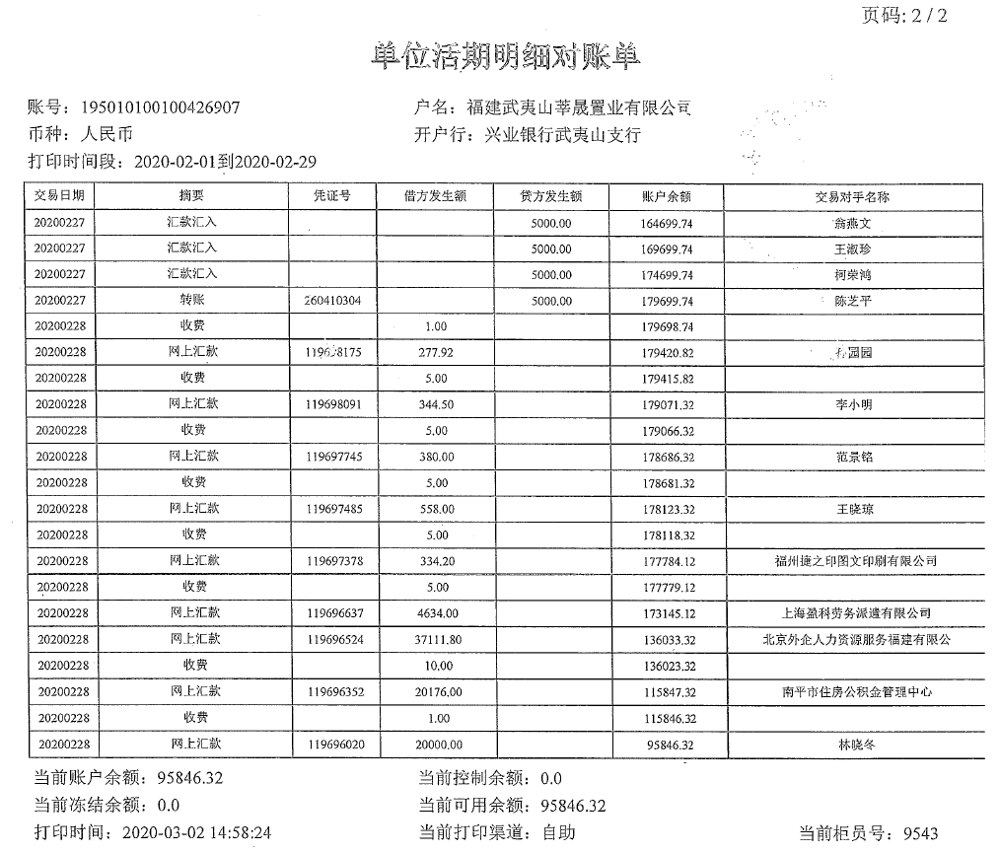 页码: 2 / 2
单位活期明细对账单
账号：195010100100426907 户名：福建武夷山莘晟置业有限公司
币种：人民币 开户行：兴业银行武夷山支行
打印时间段：2020-02-01到2020-02-29
交易日期 摘要 凭证号 借方发生额 贷方发生额 账户余额 交易对手名称
20200227 汇款汇入 5000.00 164699.74 翁燕文
20200227 汇款汇入 5000.00 169699.74 王淑珍
20200227 汇款汇入 5000.00 174699.74 柯荣鸿
20200227 转账 260410304 5000.00 179699.74 陈芝平
20200228 收费 1.00 179698.74
20200228 网上汇款 277.92 179420.82 园园
20200228 收费 5.00 179415.82
20200228 网上汇款 119698091 344.50 179071.32 李小明
20200228 收费 5.00 179066.32
20200228 网上汇款 119697745 380.00 178686.32 范景铭
20200228 收费 5.00 178681.32
20200228 网上汇款 119697485 558.00 178123.32 王晓琼
20200228 收费 5.00 178118.32
20200228 网上汇款 119697378 334.20 177784.12 福州捷之印图文印刷有限公司
20200228 收费 5.00 177779.12
20200228 网上汇款 119696637 4634.00 173145.12 上海盈科劳务派遣有限公司
20200228 网上汇款 119696524 37111.80 136033.32 北京外企人力资源服务福建有限公
20200228 收费 10.00 136023.32
20200228 网上汇款 119696352 20176.00 115847.32 南平市住房公积金管理中心
20200228 收费 1.00 115846.32
20200228 网上汇款 119696020 20000.00 95846.32 林晓冬
当前账户余额：95846.32 当前控制余额：0.0
当前冻结余额：0.0 当前可用余额：95846.32
打印时间：2020-03-02 14:58:24 当前打印渠道：自助 当前柜员号：9543